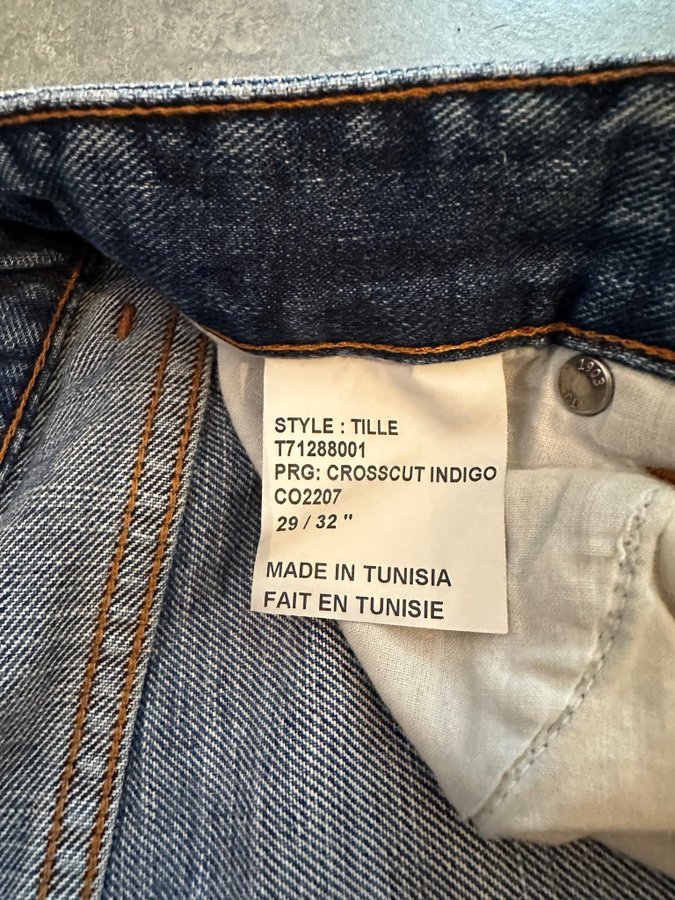 STYLE : TILLE
T71288001
PRG: CROSSCUT INDIGO
CO2207
29 / 32 "
MADE IN TUNISIA
FAIT EN TUNISIE